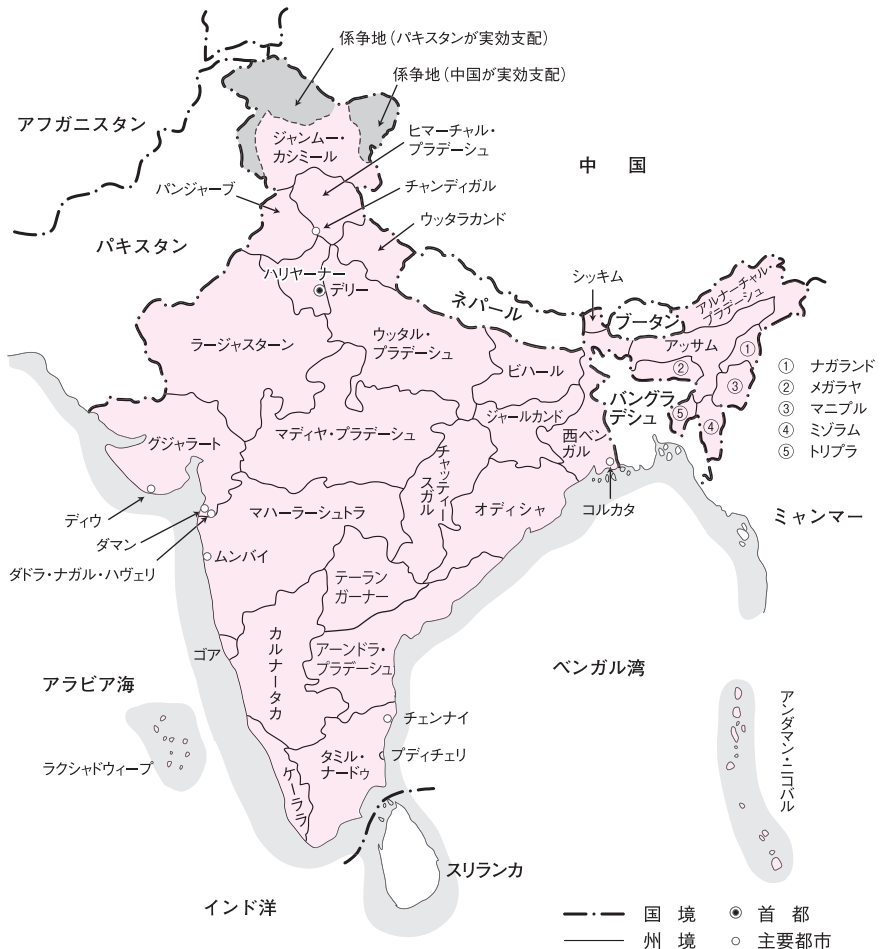 係争地(パキスタンが実効支配)
係争地(中国が実効支配)
アフガニスタン
ジャンムー・
カシミール
ヒマーチャル・
プラデーシュ
中 国
パンジャーブ
チャンディガル
ウッタラカンド
パキスタン
ハリヤーナー
デリー
ネパール
シッキム
ブータン
アルナーチャル・
プラデーシュ
ラージャスターン
ウッタル・
プラデーシュ
アッサム
ビハール
①
②
③
④
⑤
① ナガランド
② メガラヤ
③ マニプル
④ ミゾラム
⑤ トリプラ
バングラ
デシュ
グジャラート
マディヤ・プラデーシュ
ジャールカンド
西ベン
ガル
チャッティー
スガル
オディシャ
コルカタ
ミャンマー
ディウ
ダマン
ダドラ・ナガル・ハヴェリ
マハーラーシュトラ
ムンバイ
テーラン
ガーナー
ゴア
カルナータカ
アーンドラ・
プラデーシュ
ベンガル湾
アラビア海
チェンナイ
アンダマン・ニコバル
ラクシャドウィープ
タミル・
ナードゥ
プディチェリ
ケーララ
スリランカ
インド洋
国 境
首 都
州 境
主要都市